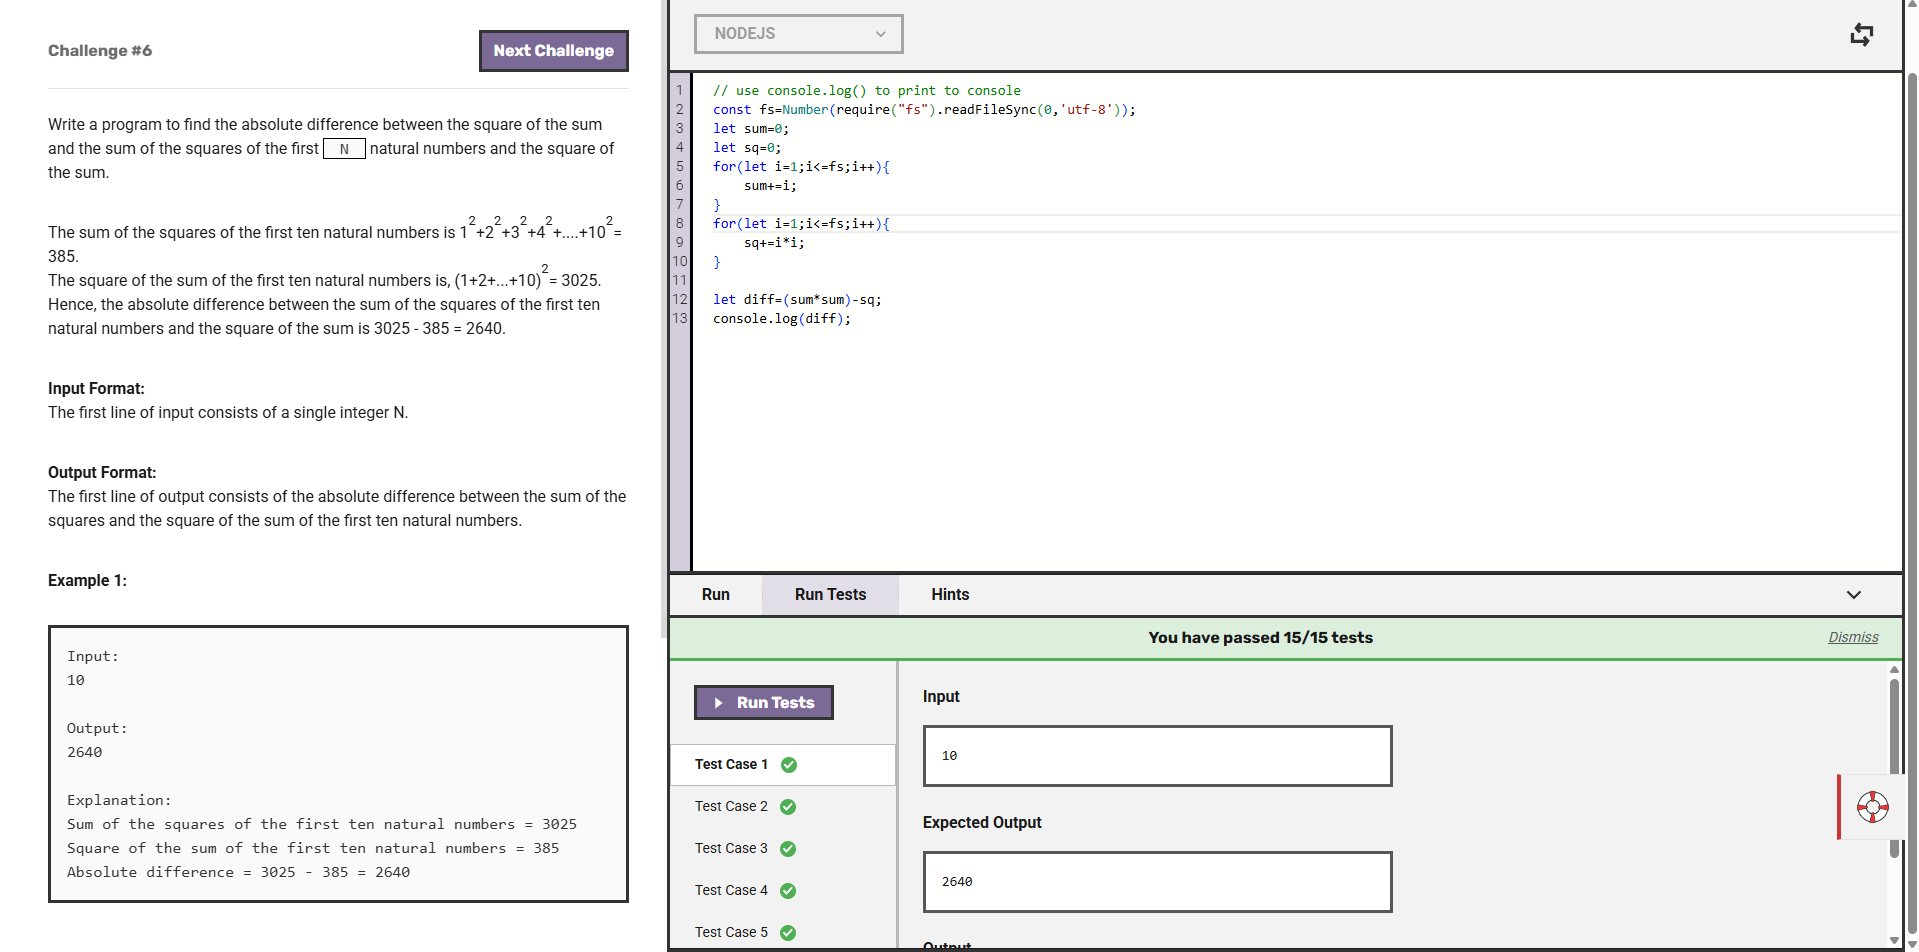 Challenge #6
Next Challenge
Write a program to find the absolute difference between the square of the sum
and the sum of the squares of the first N natural numbers and the square of
the sum.
The sum of the squares of the first ten natural numbers is 1²+2²+3²+4²+....+10²=
385.
The square of the sum of the first ten natural numbers is, (1+2+...+10)²= 3025.
Hence, the absolute difference between the sum of the squares of the first ten
natural numbers and the square of the sum is 3025 - 385 = 2640.
Input Format:
The first line of input consists of a single integer N.
Output Format:
The first line of output consists of the absolute difference between the sum of the
squares and the square of the sum of the first ten natural numbers.
Example 1:
Input:
10
Output:
2640
Explanation:
Sum of the squares of the first ten natural numbers = 3025
Square of the sum of the first ten natural numbers = 385
Absolute difference = 3025 - 385 = 2640
NODEJS
1 // use console.log() to print to console
2 const fs=Number(require("fs").readFileSync(0,'utf-8'));
3 let sum=0;
4 let sq=0;
5 for(let i=1;i<=fs;i++){
6     sum+=i;
7 }
8 for(let i=1;i<=fs;i++){
9     sq+=i*i;
10 }
11
12 let diff=(sum*sum)-sq;
13 console.log(diff);
Run
Run Tests
Hints
You have passed 15/15 tests
Dismiss
Run Tests
Test Case 1
Test Case 2
Test Case 3
Test Case 4
Test Case 5
Input
10
Expected Output
2640
Output